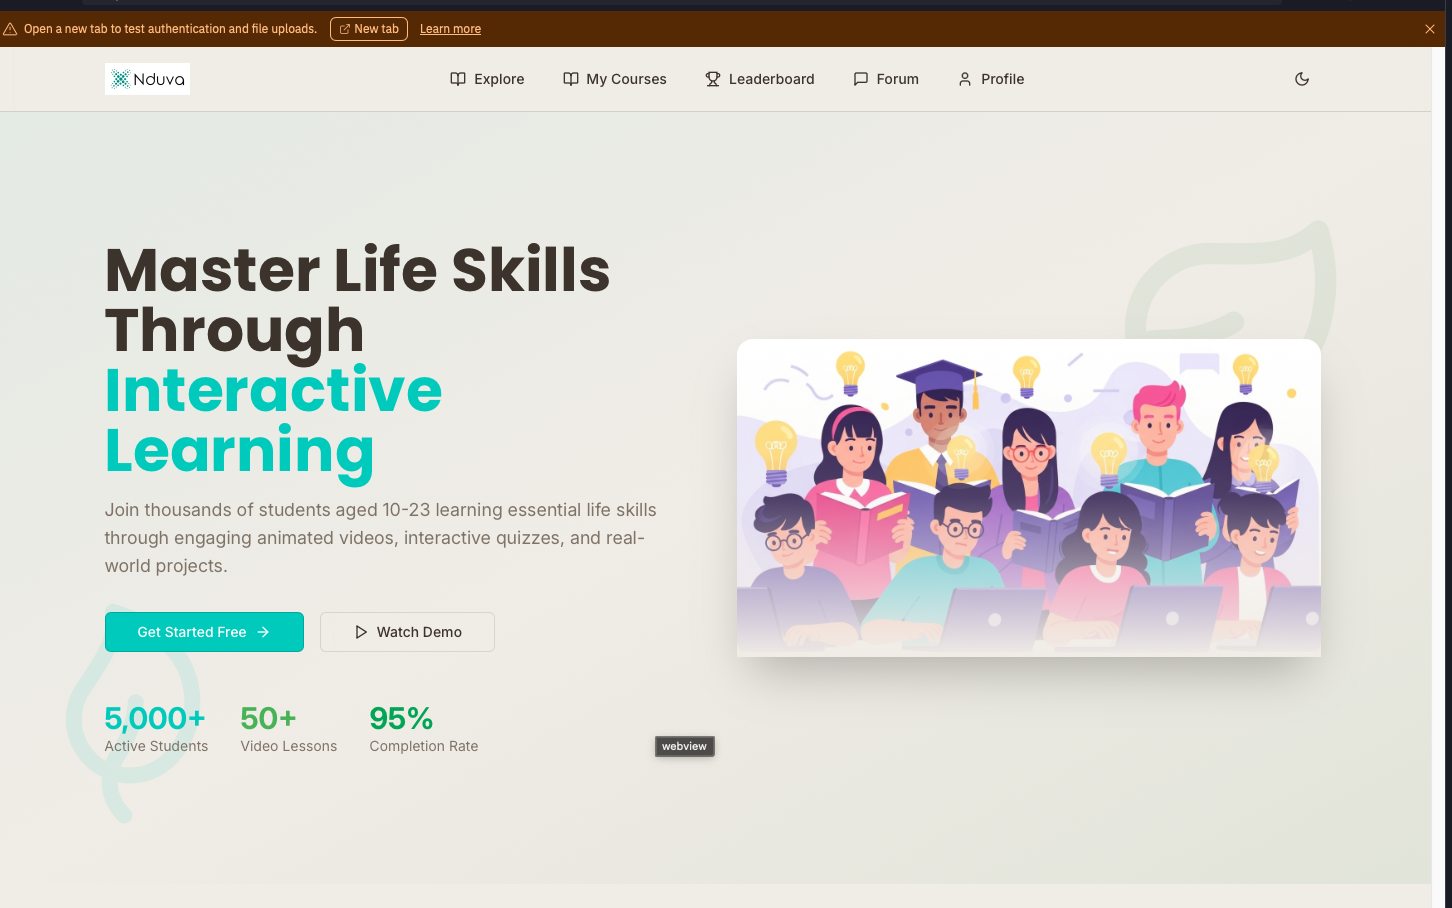 Open a new tab to test authentication and file uploads. New tab Learn more
Nduva
Explore My Courses Leaderboard Forum Profile
Master Life Skills
Through
Interactive
Learning
Join thousands of students aged 10-23 learning essential life skills
through engaging animated videos, interactive quizzes, and real-
world projects.
Get Started Free Watch Demo
5,000+ 50+ 95%
Active Students Video Lessons Completion Rate
webview